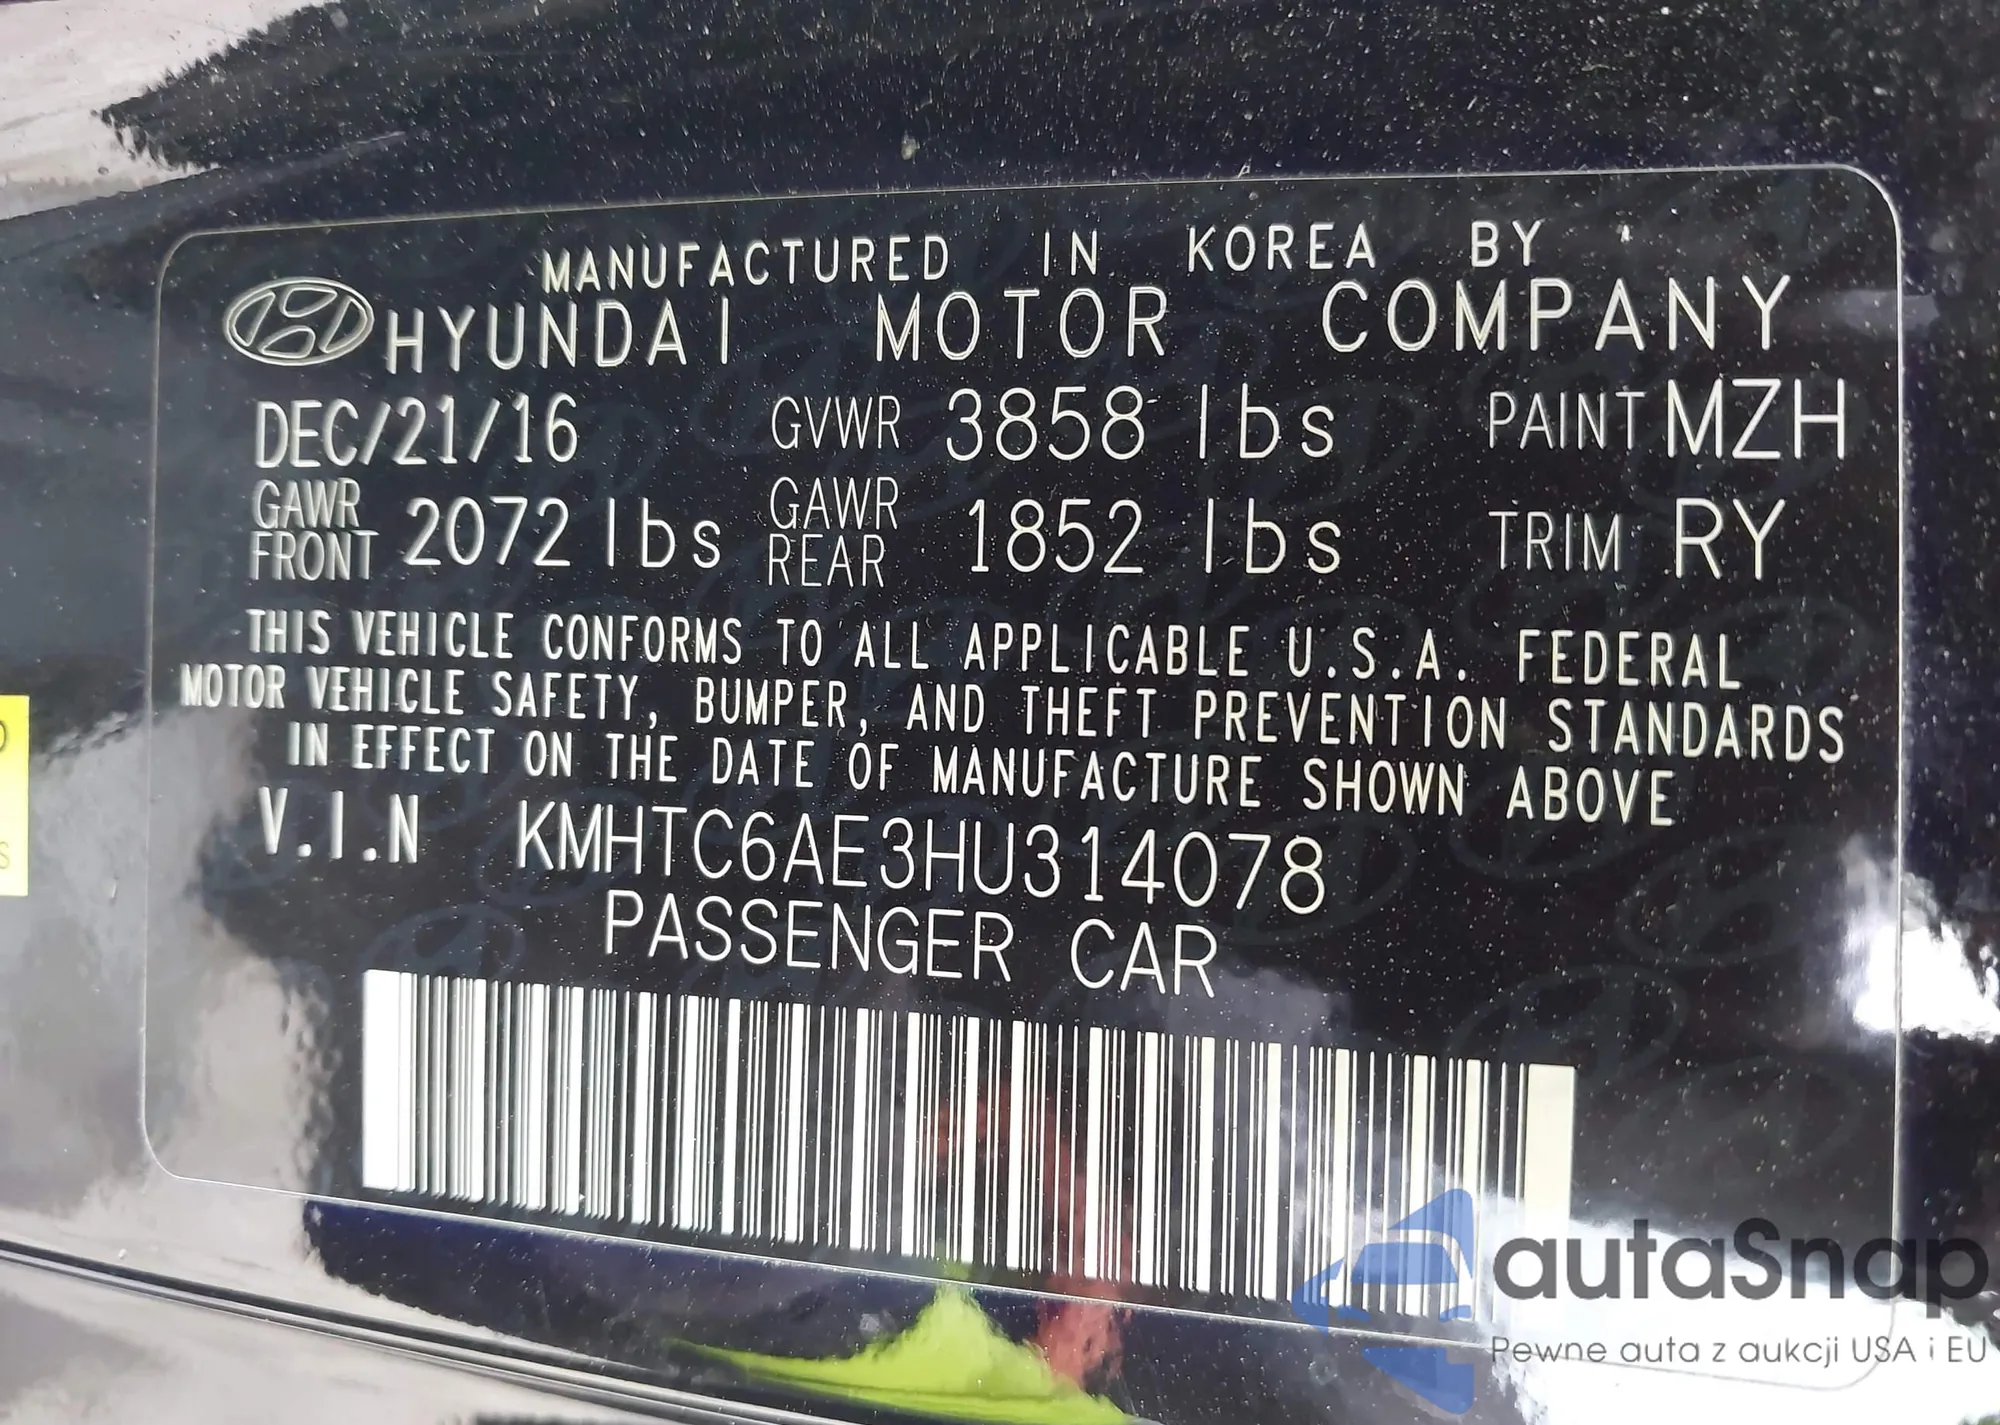 MANUFACTURED IN KOREA BY
HYUNDAI MOTOR COMPANY
DEC/21/16 GVWR 3858 lbs PAINT MZH
GAWR FRONT 2072 lbs GAWR REAR 1852 lbs TRIM RY
THIS VEHICLE CONFORMS TO ALL APPLICABLE U.S.A. FEDERAL
MOTOR VEHICLE SAFETY, BUMPER, AND THEFT PREVENTION STANDARDS
IN EFFECT ON THE DATE OF MANUFACTURE SHOWN ABOVE
V.I.N KMHTC6AE3HU314078
PASSENGER CAR
autaSnap
Pewne auta z aukcji USA i EU